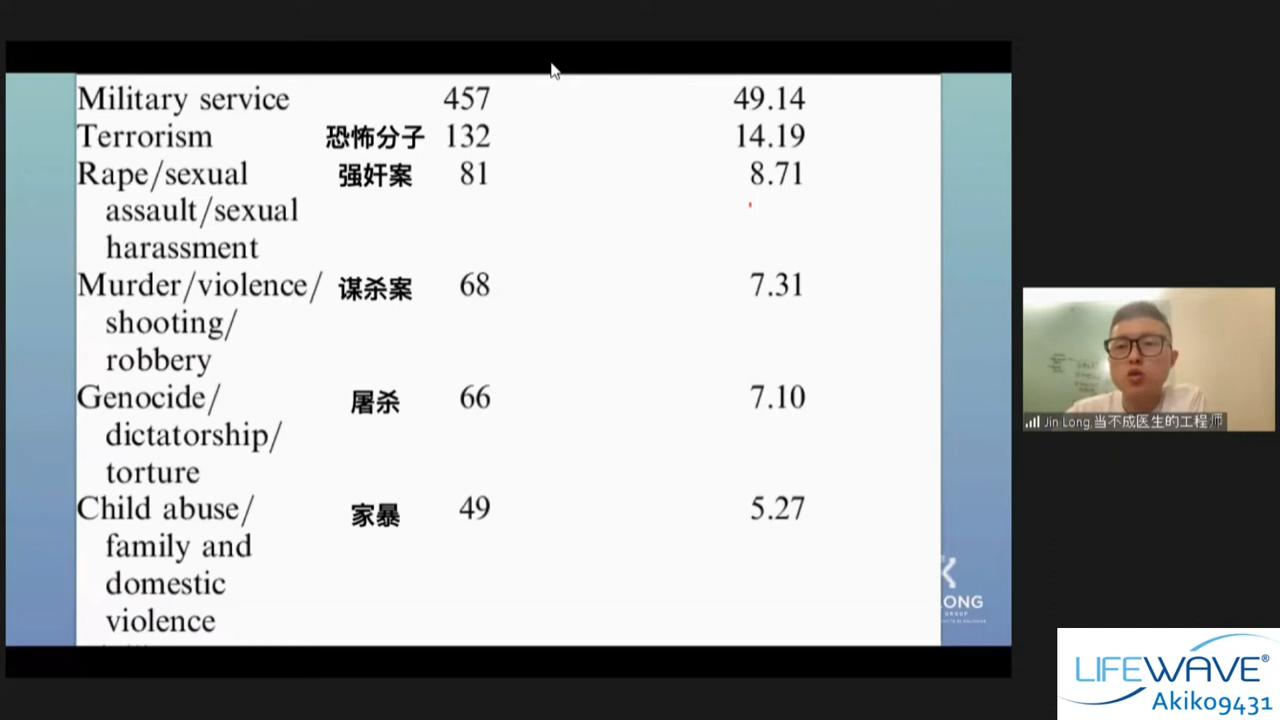 Military service 457 49.14
Terrorism 恐怖分子 132 14.19
Rape/sexual 强奸案 81 8.71
assault/sexual
harassment
Murder/violence/ 谋杀案 68 7.31
shooting/
robbery
Genocide/ 屠杀 66 7.10
dictatorship/
torture
Child abuse/ 家暴 49 5.27
family and
domestic
violence
LONG
GROUP
Jin Long 当不成医生的工程师
LIFEWAVE®
Akiko9431